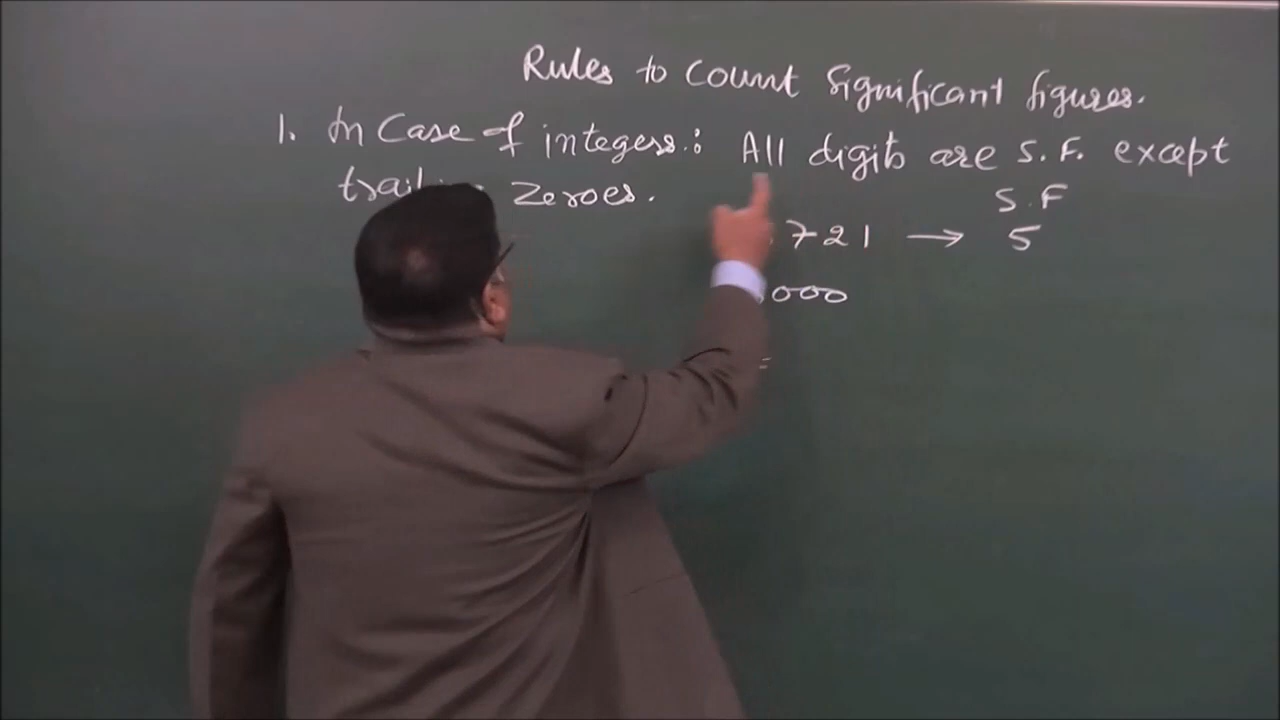 Rules to Count Significant figures.
1. In Case of integers : All digits are S.F. except
Zeroes.
S.F
721 → 5
000